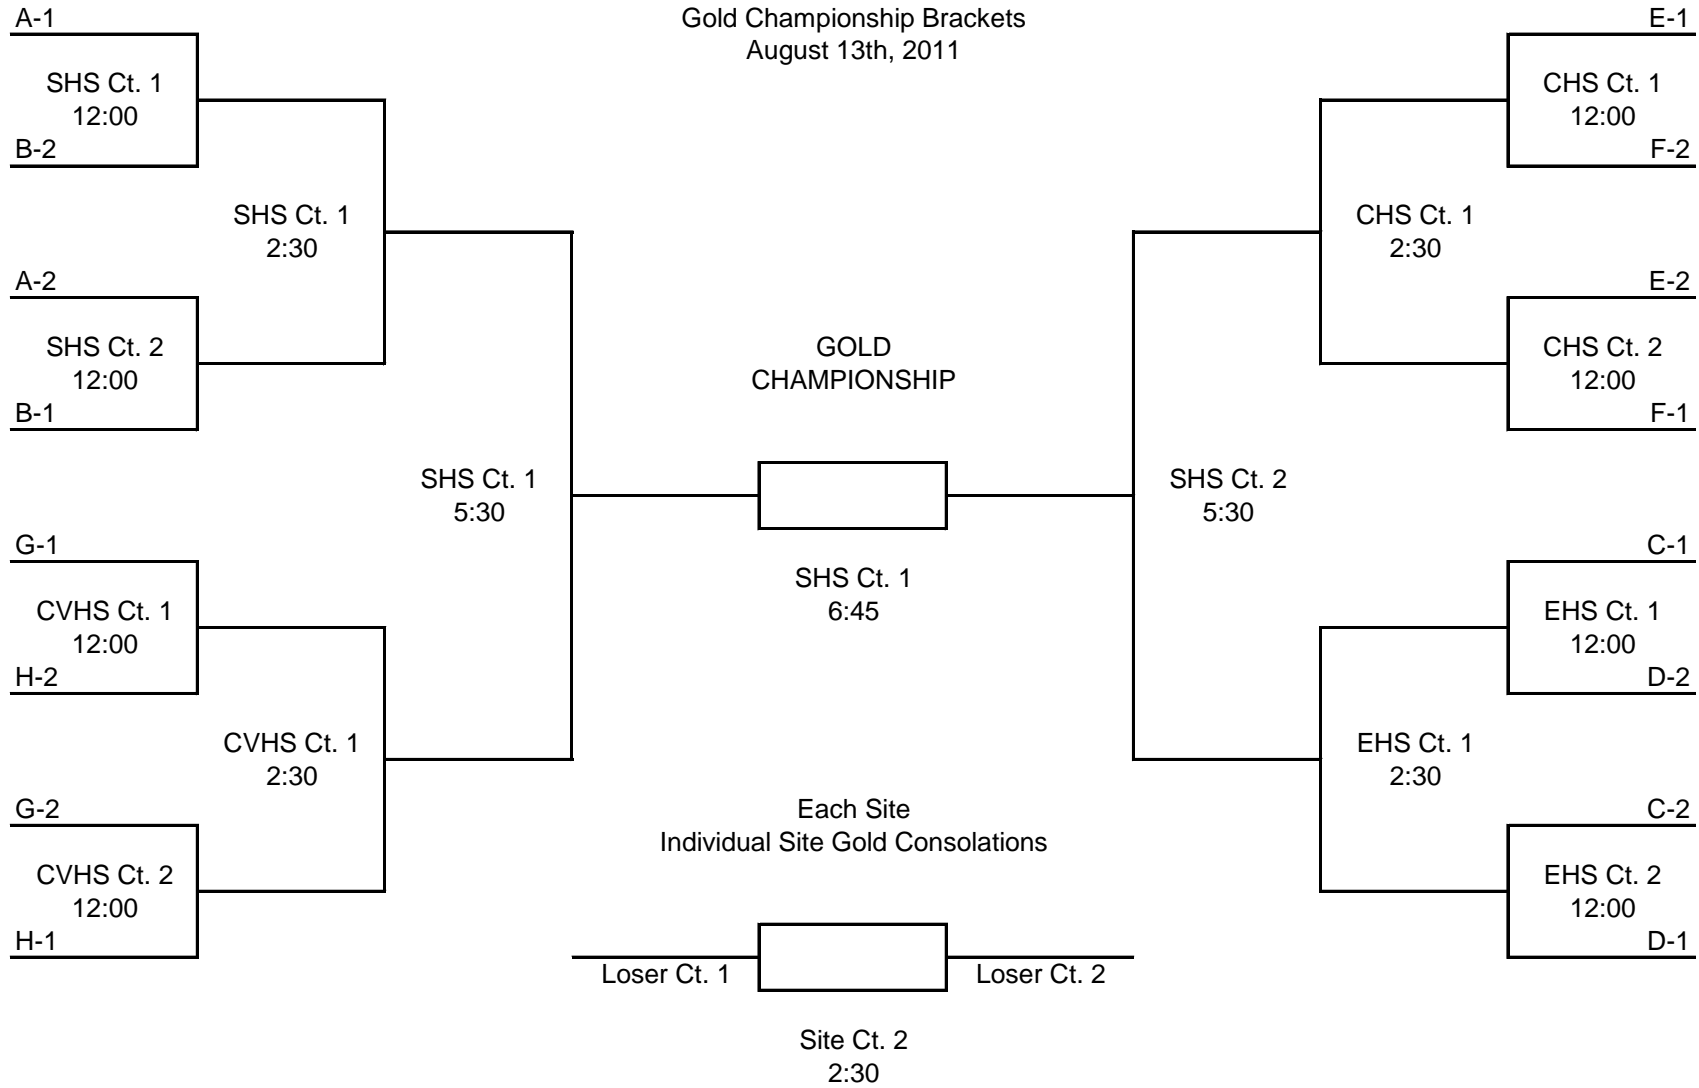 Gold Championship Brackets
August 13th, 2011
A-1
SHS Ct. 1
12:00
B-2
SHS Ct. 1
2:30
A-2
SHS Ct. 2
12:00
B-1
SHS Ct. 1
5:30
G-1
CVHS Ct. 1
12:00
H-2
CVHS Ct. 1
2:30
G-2
CVHS Ct. 2
12:00
H-1
GOLD
CHAMPIONSHIP
SHS Ct. 1
6:45
Each Site
Individual Site Gold Consolations
Loser Ct. 1
Loser Ct. 2
Site Ct. 2
2:30
E-1
CHS Ct. 1
12:00
F-2
CHS Ct. 1
2:30
E-2
CHS Ct. 2
12:00
F-1
SHS Ct. 2
5:30
C-1
EHS Ct. 1
12:00
D-2
EHS Ct. 1
2:30
C-2
EHS Ct. 2
12:00
D-1